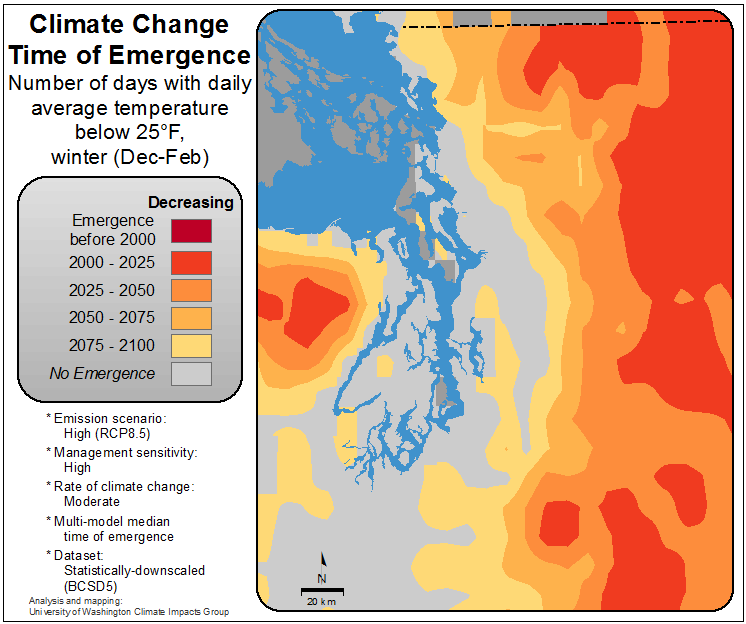 Climate Change
Time of Emergence
Number of days with daily
average temperature
below 25°F,
winter (Dec-Feb)
Decreasing
Emergence
before 2000
2000 - 2025
2025 - 2050
2050 - 2075
2075 - 2100
No Emergence
* Emission scenario:
High (RCP8.5)
* Management sensitivity:
High
* Rate of climate change:
Moderate
* Multi-model median
time of emergence
* Dataset:
Statistically-downscaled
(BCSD5)
Analysis and mapping:
University of Washington Climate Impacts Group
N
20 km